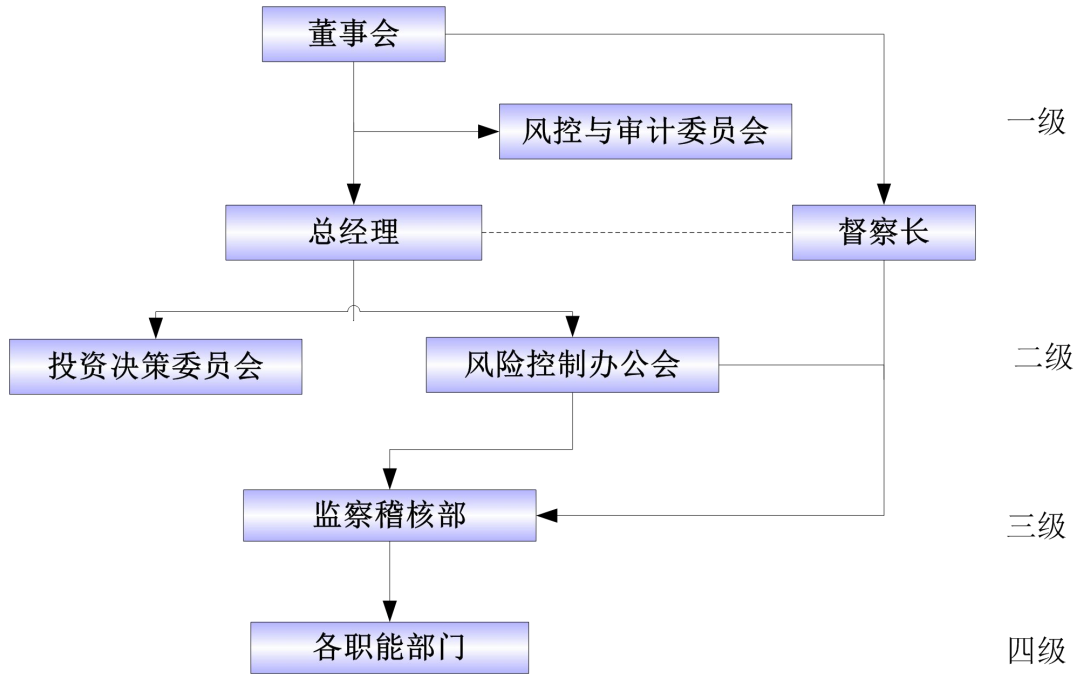 董事会
风控与审计委员会
一级
总经理
督察长
投资决策委员会
风险控制办公会
二级
监察稽核部
三级
各职能部门
四级